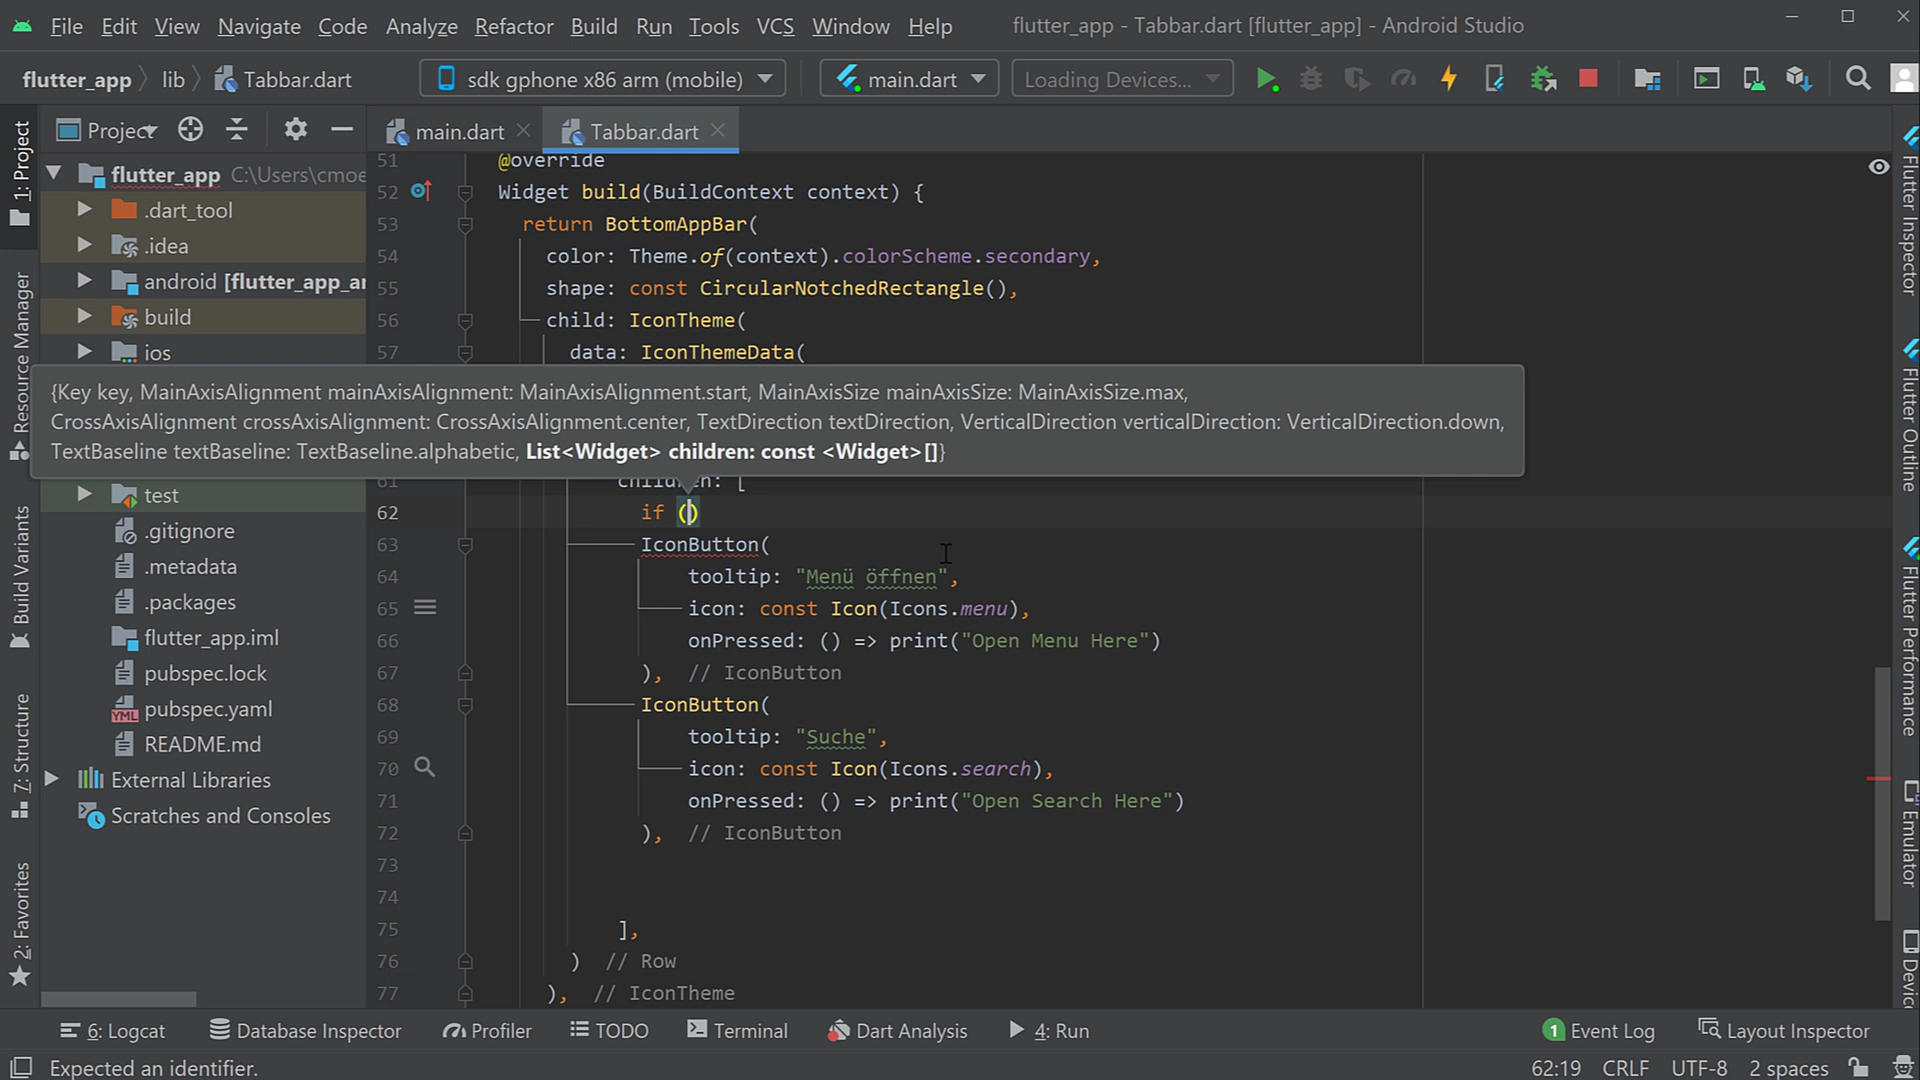 File Edit View Navigate Code Analyze Refactor Build Run Tools VCS Window Help flutter_app - Tabbar.dart [flutter_app] - Android Studio
flutter_app lib Tabbar.dart sdk gphone x86 arm (mobile) main.dart Loading Devices...
1: Project
Resource Manager
Build Variants
7: Structure
2: Favorites
Project
flutter_app C:\Users\cmoe
.dart_tool
.idea
android [flutter_app_a
build
ios
test
.gitignore
.metadata
.packages
flutter_app.iml
pubspec.lock
pubspec.yaml
README.md
External Libraries
Scratches and Consoles
main.dart Tabbar.dart
51 @override
52 Widget build(BuildContext context) {
53 return BottomAppBar(
54 color: Theme.of(context).colorScheme.secondary,
55 shape: const CircularNotchedRectangle(),
56 child: IconTheme(
57 data: IconThemeData(
{Key key, MainAxisAlignment mainAxisAlignment: MainAxisAlignment.start, MainAxisSize mainAxisSize: MainAxisSize.max,
CrossAxisAlignment crossAxisAlignment: CrossAxisAlignment.center, TextDirection textDirection, VerticalDirection verticalDirection: VerticalDirection.down,
TextBaseline textBaseline: TextBaseline.alphabetic, List<Widget> children: const <Widget>[]}
61 children: [
62 if ()
63 IconButton(
64 tooltip: "Menü öffnen",
65 icon: const Icon(Icons.menu),
66 onPressed: () => print("Open Menu Here")
67 ), // IconButton
68 IconButton(
69 tooltip: "Suche",
70 icon: const Icon(Icons.search),
71 onPressed: () => print("Open Search Here")
72 ), // IconButton
73
74
75 ],
76 ) // Row
77 ), // IconTheme
Flutter Inspector
Flutter Outline
Flutter Performance
Emulator
6: Logcat Database Inspector Profiler TODO Terminal Dart Analysis 4: Run 1 Event Log Layout Inspector
Expected an identifier. 62:19 CRLF UTF-8 2 spaces